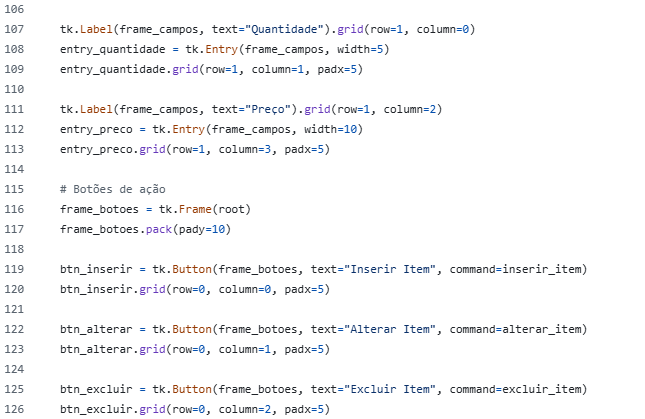 106
107 tk.Label(frame_campos, text="Quantidade").grid(row=1, column=0)
108 entry_quantidade = tk.Entry(frame_campos, width=5)
109 entry_quantidade.grid(row=1, column=1, padx=5)
110
111 tk.Label(frame_campos, text="Preço").grid(row=1, column=2)
112 entry_preco = tk.Entry(frame_campos, width=10)
113 entry_preco.grid(row=1, column=3, padx=5)
114
115 # Botões de ação
116 frame_botoes = tk.Frame(root)
117 frame_botoes.pack(pady=10)
118
119 btn_inserir = tk.Button(frame_botoes, text="Inserir Item", command=inserir_item)
120 btn_inserir.grid(row=0, column=0, padx=5)
121
122 btn_alterar = tk.Button(frame_botoes, text="Alterar Item", command=alterar_item)
123 btn_alterar.grid(row=0, column=1, padx=5)
124
125 btn_excluir = tk.Button(frame_botoes, text="Excluir Item", command=excluir_item)
126 btn_excluir.grid(row=0, column=2, padx=5)